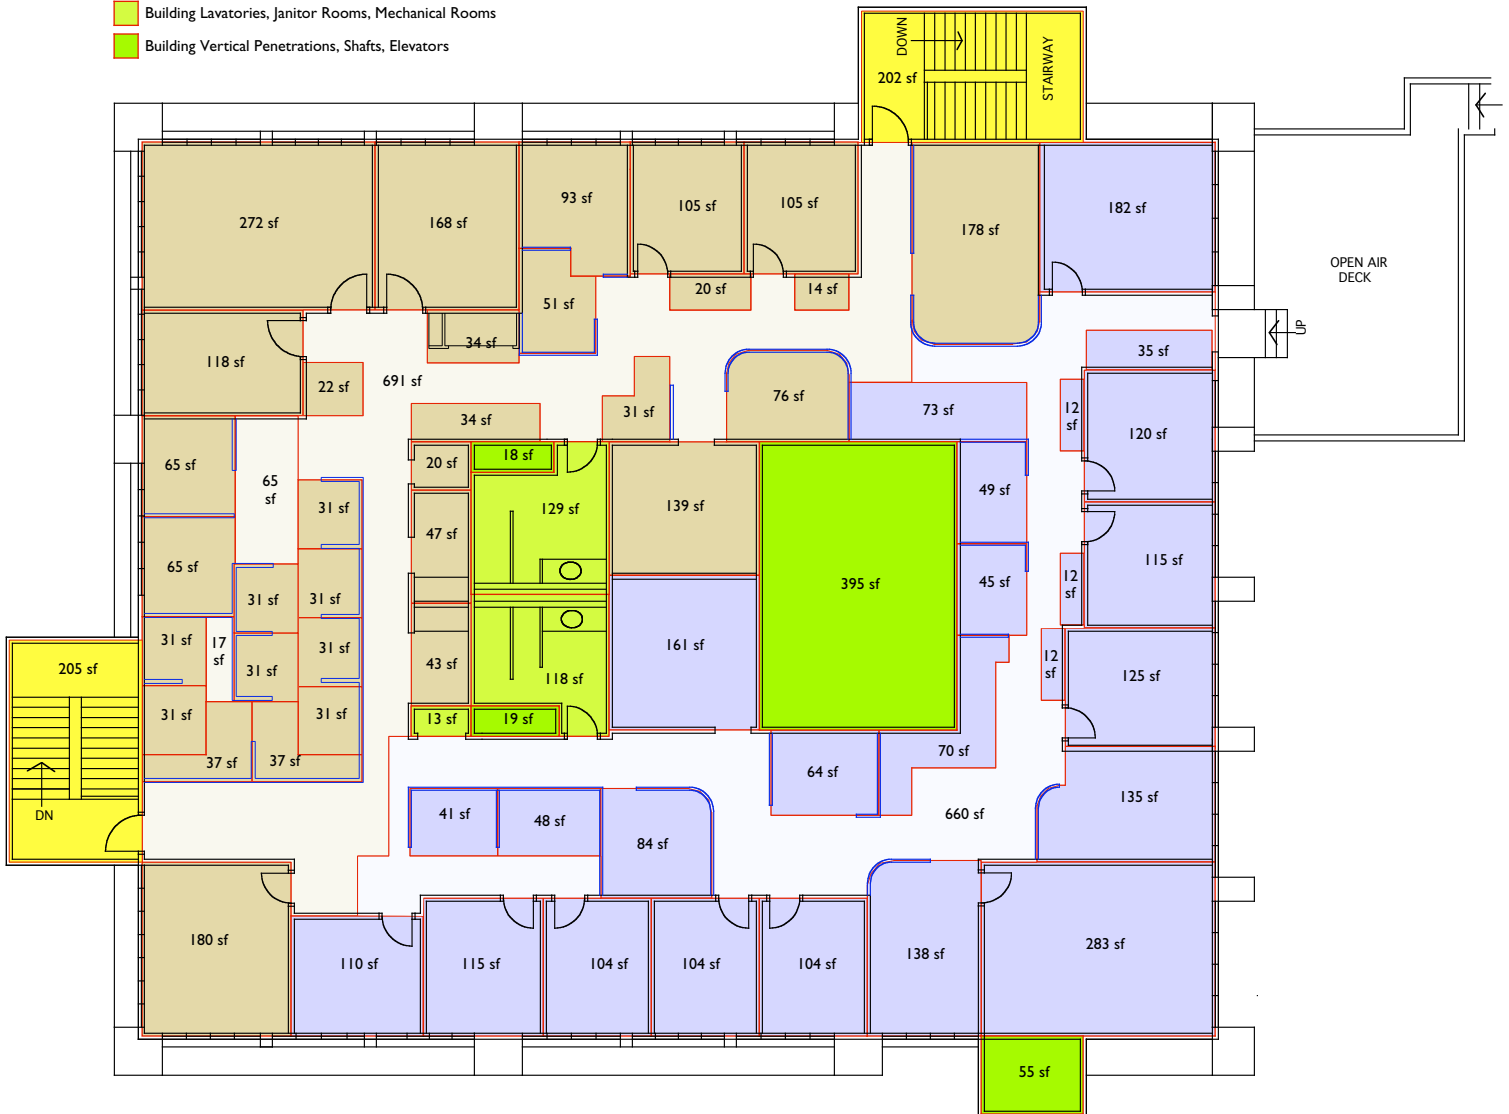 Building Lavatories, Janitor Rooms, Mechanical Rooms
Building Vertical Penetrations, Shafts, Elevators
DOWN
STAIRWAY
202 sf
272 sf
168 sf
93 sf
105 sf
105 sf
178 sf
182 sf
OPEN AIR
DECK
UP
51 sf
20 sf
14 sf
34 sf
118 sf
22 sf
691 sf
35 sf
76 sf
73 sf
12
sf
120 sf
34 sf
31 sf
65 sf
65
sf
20 sf
18 sf
49 sf
31 sf
47 sf
129 sf
139 sf
65 sf
31 sf
31 sf
395 sf
45 sf
12
sf
115 sf
31 sf
17
sf
31 sf
31 sf
43 sf
118 sf
161 sf
12
sf
125 sf
205 sf
31 sf
31 sf
13 sf
19 sf
37 sf
37 sf
64 sf
70 sf
DN
41 sf
48 sf
84 sf
660 sf
135 sf
180 sf
110 sf
115 sf
104 sf
104 sf
104 sf
138 sf
283 sf
55 sf